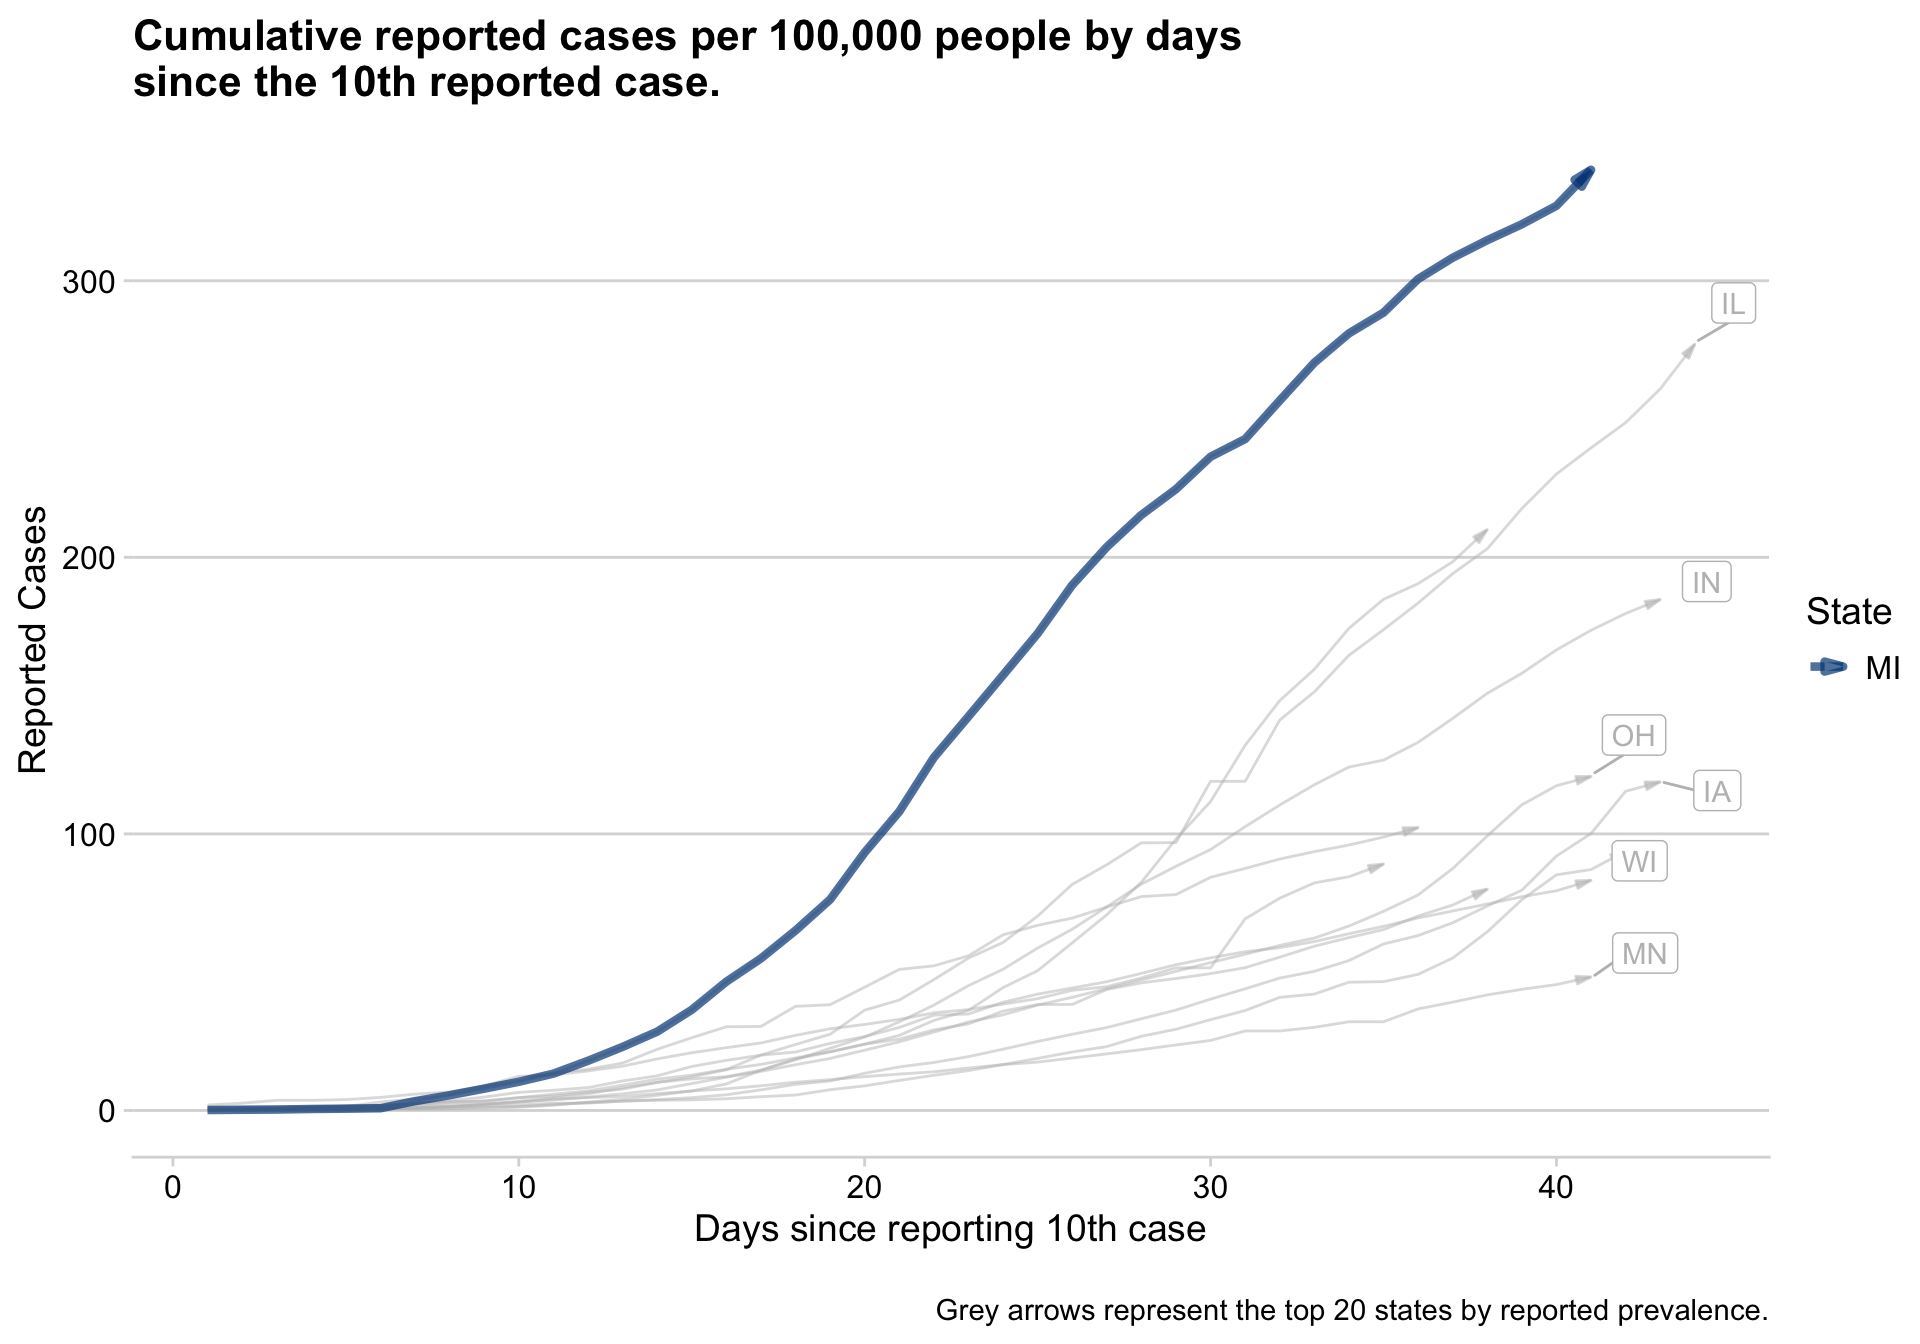 Cumulative reported cases per 100,000 people by days
since the 10th reported case.
300
200
100
0
Reported Cases
IL
IN
OH
IA
WI
MN
State
MI
0
10
20
30
40
Days since reporting 10th case
Grey arrows represent the top 20 states by reported prevalence.